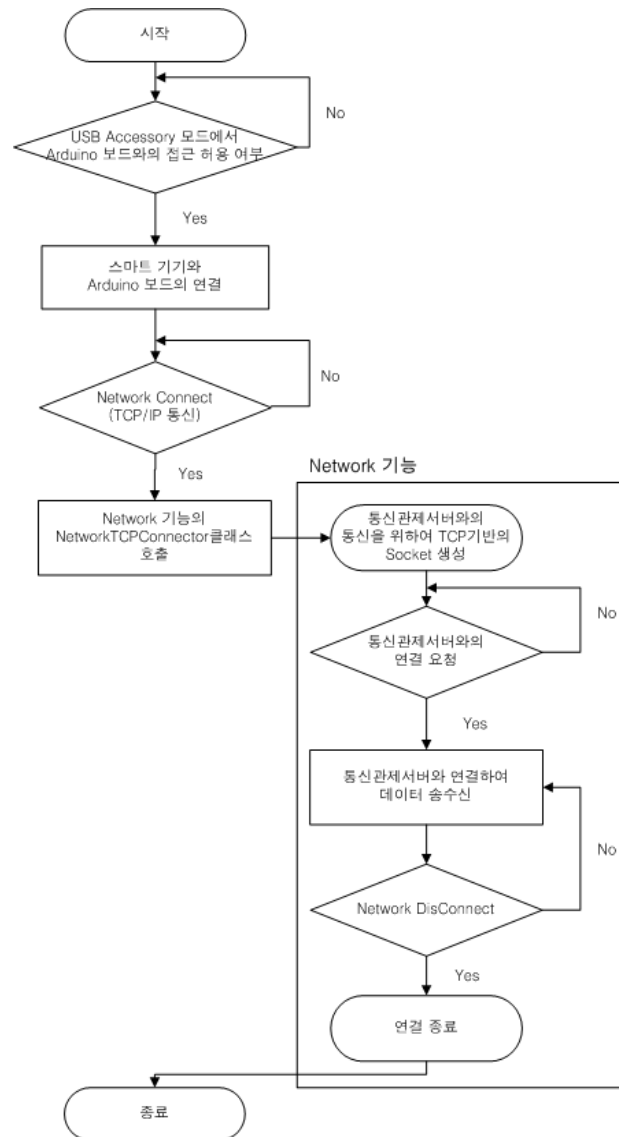 시작
No
USB Accessory 모드에서
Arduino 보드와의 접근 허용 여부
Yes
스마트 기기와
Arduino 보드의 연결
No
Network Connect
(TCP/IP 통신)
Yes
Network 기능의
NetworkTCPConnector클래스
호출
Network 기능
통신관제서버와의
통신을 위하여 TCP기반의
Socket 생성
No
통신관제서버와의
연결 요청
Yes
통신관제서버와 연결하여
데이터 송수신
No
Network DisConnect
Yes
연결 종료
종료